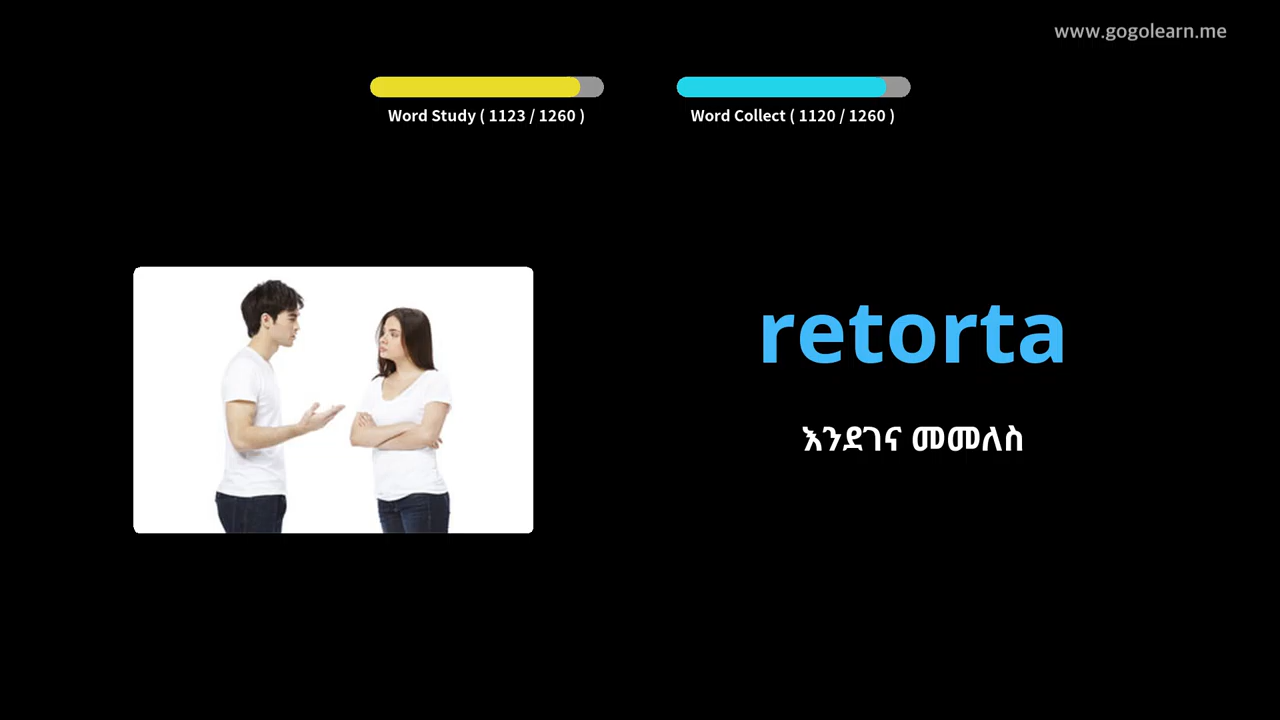 www.gogolearn.me
Word Study ( 1123 / 1260 )
Word Collect ( 1120 / 1260 )
retorta
እንደገና መመለስ